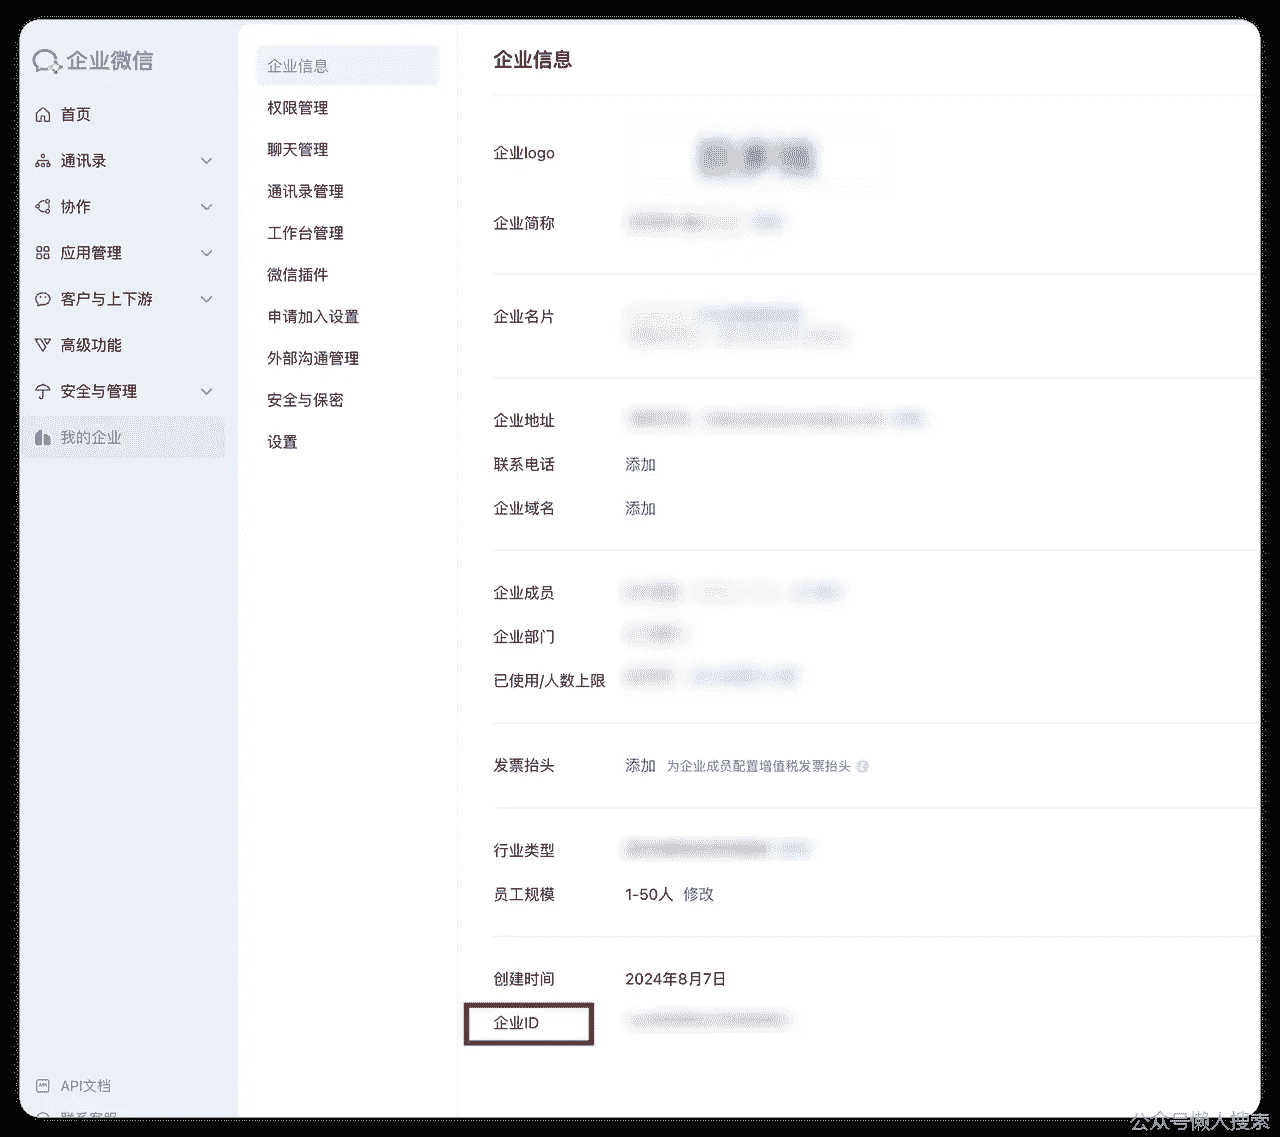 企业微信
首页
通讯录
协作
应用管理
客户与上下游
高级功能
安全与管理
我的企业
API文档
联系客服
企业信息
权限管理
聊天管理
通讯录管理
工作台管理
微信插件
申请加入设置
外部沟通管理
安全与保密
设置
企业信息
企业logo
企业简称
企业名片
企业地址
联系电话 添加
企业域名 添加
企业成员
企业部门
已使用/人数上限
发票抬头 添加 为企业成员配置增值税发票抬头
行业类型
员工规模 1-50人 修改
创建时间 2024年8月7日
企业ID
公众号懒人搜索